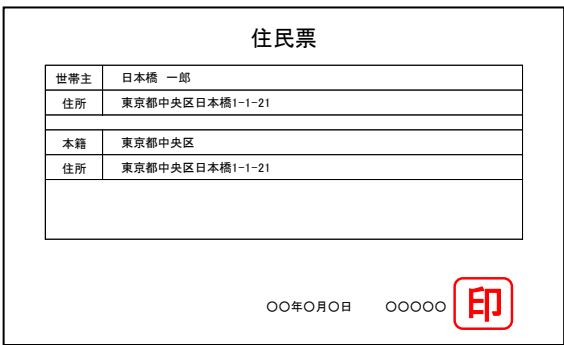 住民票
世帯主 日本橋 一郎
住所 東京都中央区日本橋1-1-21
本籍 東京都中央区
住所 東京都中央区日本橋1-1-21
〇〇年〇月〇日 〇〇〇〇〇 印